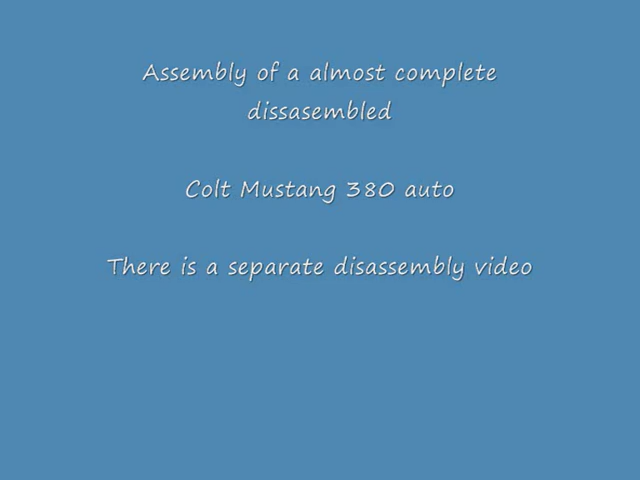 Assembly of a almost complete
dissasembled
Colt Mustang 380 auto
There is a separate disassembly video